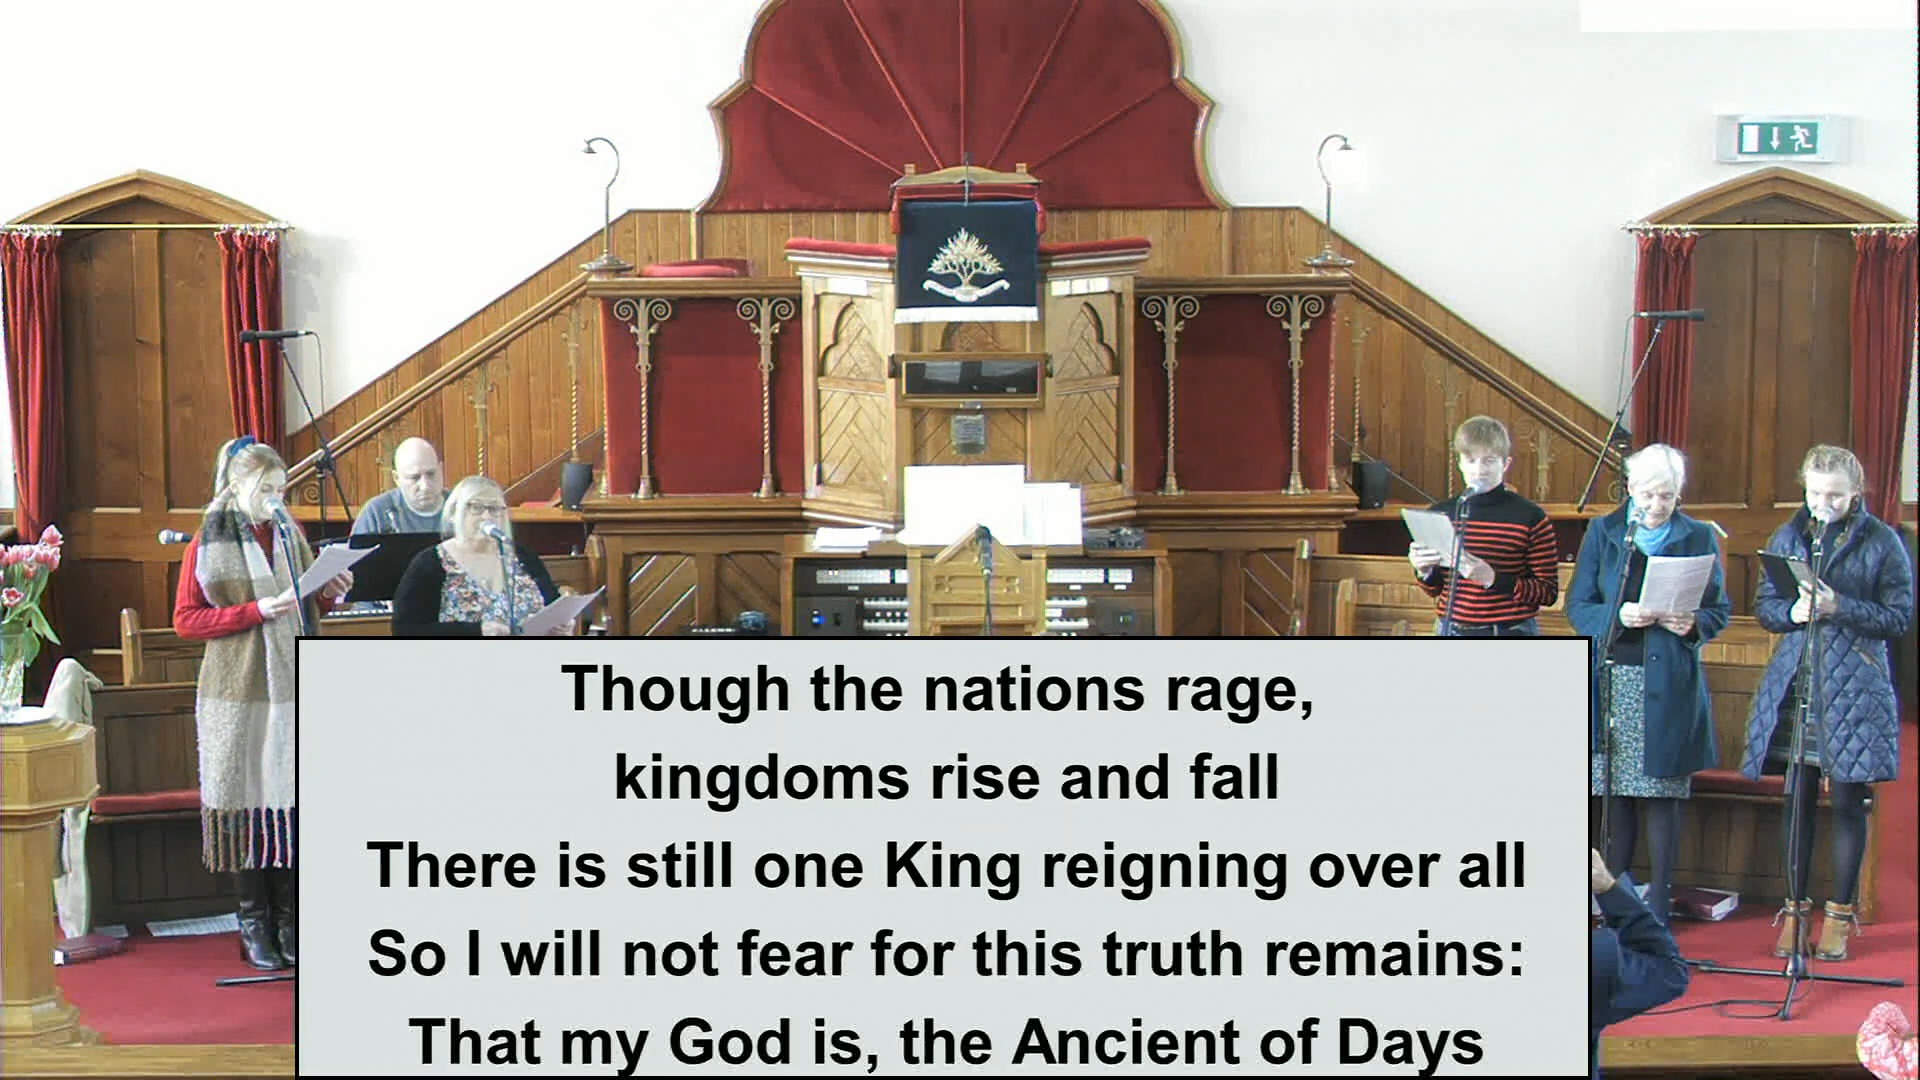 Though the nations rage,
kingdoms rise and fall
There is still one King reigning over all
So I will not fear for this truth remains:
That my God is, the Ancient of Days